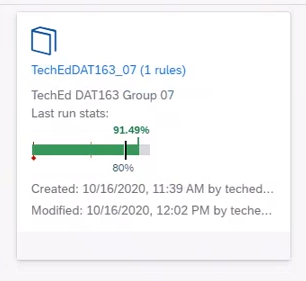 TechEdDAT163_07 (1 rules)
TechEd DAT163 Group 07
Last run stats:
91.49%
80%
Created: 10/16/2020, 11:39 AM by teched...
Modified: 10/16/2020, 12:02 PM by teche...